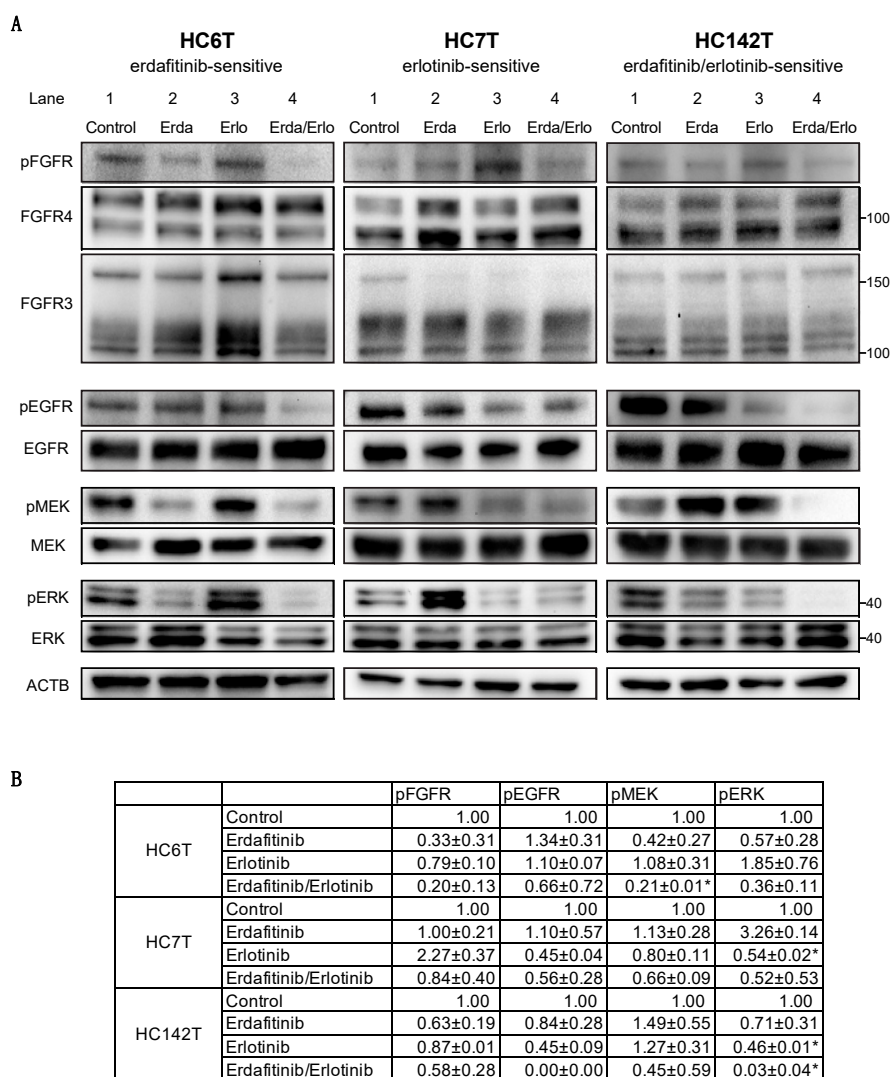 A
HC6T HC7T HC142T
erdafitinib-sensitive erlotinib-sensitive erdafitinib/erlotinib-sensitive
Lane 1 2 3 4 1 2 3 4 1 2 3 4
Control Erda Erlo Erda/Erlo Control Erda Erlo Erda/Erlo Control Erda Erlo Erda/Erlo
pFGFR
FGFR4 -100
FGFR3 -150
-100
pEGFR
EGFR
pMEK
MEK
pERK -40
ERK -40
ACTB
B
pFGFR pEGFR pMEK pERK
HC6T
Control 1.00 1.00 1.00 1.00
Erdafitinib 0.33±0.31 1.34±0.31 0.42±0.27 0.57±0.28
Erlotinib 0.79±0.10 1.10±0.07 1.08±0.31 1.85±0.76
Erdafitinib/Erlotinib 0.20±0.13 0.66±0.72 0.21±0.01* 0.36±0.11
HC7T
Control 1.00 1.00 1.00 1.00
Erdafitinib 1.00±0.21 1.10±0.57 1.13±0.28 3.26±0.14
Erlotinib 2.27±0.37 0.45±0.04 0.80±0.11 0.54±0.02*
Erdafitinib/Erlotinib 0.84±0.40 0.56±0.28 0.66±0.09 0.52±0.53
HC142T
Control 1.00 1.00 1.00 1.00
Erdafitinib 0.63±0.19 0.84±0.28 1.49±0.55 0.71±0.31
Erlotinib 0.87±0.01 0.45±0.09 1.27±0.31 0.46±0.01*
Erdafitinib/Erlotinib 0.58±0.28 0.00±0.00 0.45±0.59 0.03±0.04*